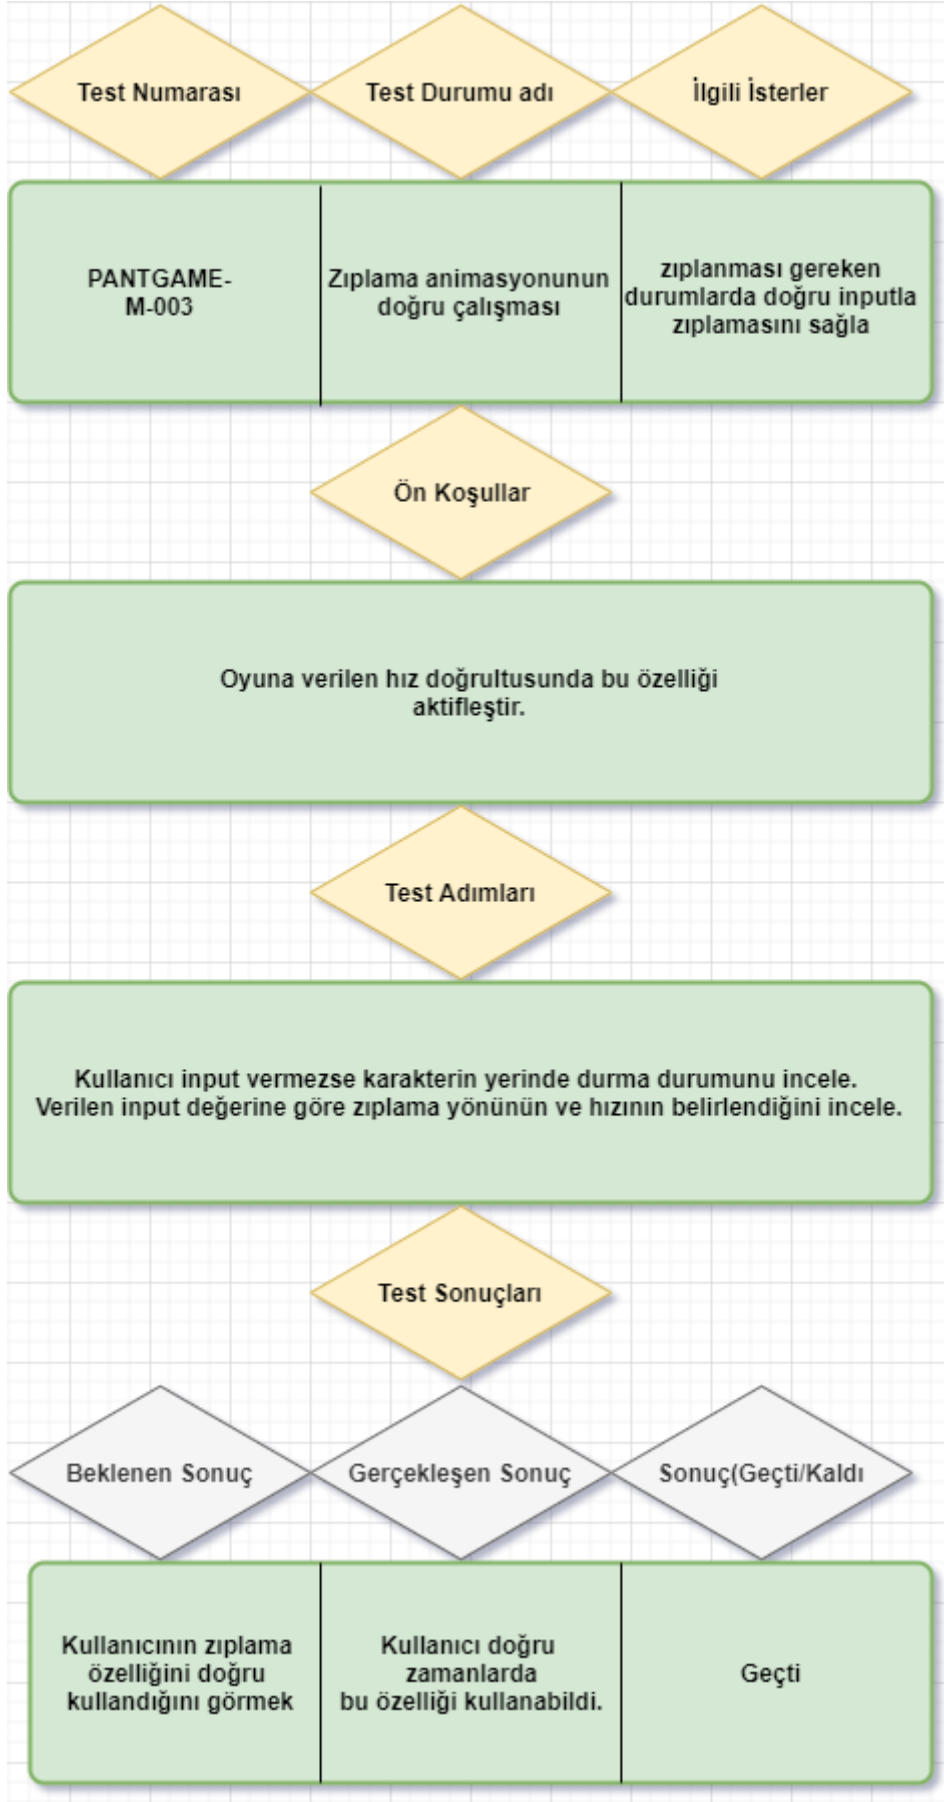 Test Numarası
Test Durumu adı
İlgili İsterler
PANTGAME-
M-003
Zıplama animasyonunun
doğru çalışması
zıplanması gereken
durumlarda doğru inputla
zıplamasını sağla
Ön Koşullar
Oyuna verilen hız doğrultusunda bu özelliği
aktifleştir.
Test Adımları
Kullanıcı input vermezse karakterin yerinde durma durumunu incele.
Verilen input değerine göre zıplama yönünün ve hızının belirlendiğini incele.
Test Sonuçları
Beklenen Sonuç
Gerçekleşen Sonuç
Sonuç(Geçti/Kaldı
Kullanıcının zıplama
özelliğini doğru
kullandığını görmek
Kullanıcı doğru
zamanlarda
bu özelliği kullanabildi.
Geçti